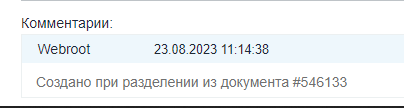 Комментарии:
Webroot 23.08.2023 11:14:38
Создано при разделении из документа #546133